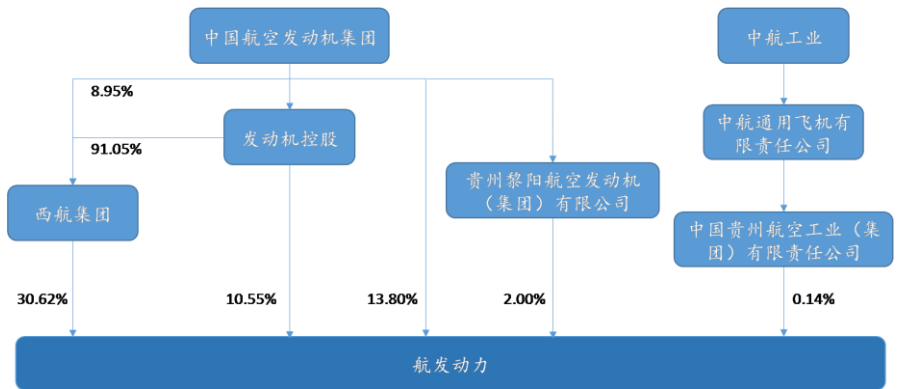 中国航空发动机集团
中航工业
8.95%
发动机控股
中航通用飞机有
限责任公司
91.05%
贵州黎阳航空发动机
（集团）有限公司
西航集团
中国贵州航空工业（集
团）有限责任公司
30.62%
10.55%
13.80%
2.00%
0.14%
航发动力